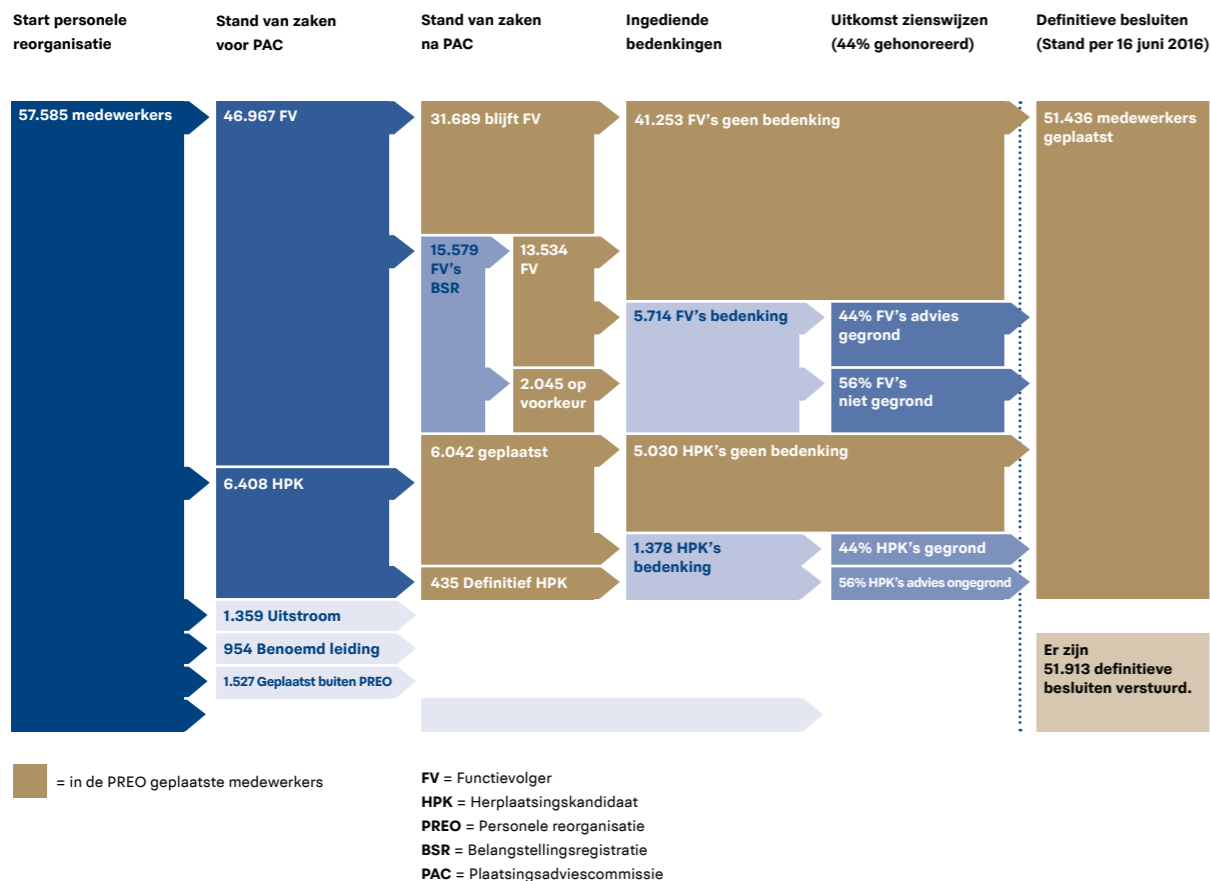 Start personele
reorganisatie
Stand van zaken
voor PAC
Stand van zaken
na PAC
Ingediende
bedenkingen
Uitkomst zienswijzen
(44% gehonoreerd)
Definitieve besluiten
(Stand per 16 juni 2016)
57.585 medewerkers
46.967 FV
6.408 HPK
1.359 Uitstroom
954 Benoemd leiding
1.527 Geplaatst buiten PREO
31.689 blijft FV
15.579
FV's
BSR
13.534
FV
2.045 op
voorkeur
6.042 geplaatst
435 Definitief HPK
41.253 FV's geen bedenking
5.714 FV's bedenking
5.030 HPK's geen bedenking
1.378 HPK's
bedenking
44% FV's advies
gegrond
56% FV's
niet gegrond
44% HPK's gegrond
56% HPK's advies ongegrond
51.436 medewerkers
geplaatst
Er zijn
51.913 definitieve
besluiten verstuurd.
= in de PREO geplaatste medewerkers
FV = Functievolger
HPK = Herplaatsingskandidaat
PREO = Personele reorganisatie
BSR = Belangstellingsregistratie
PAC = Plaatsingsadviescommissie